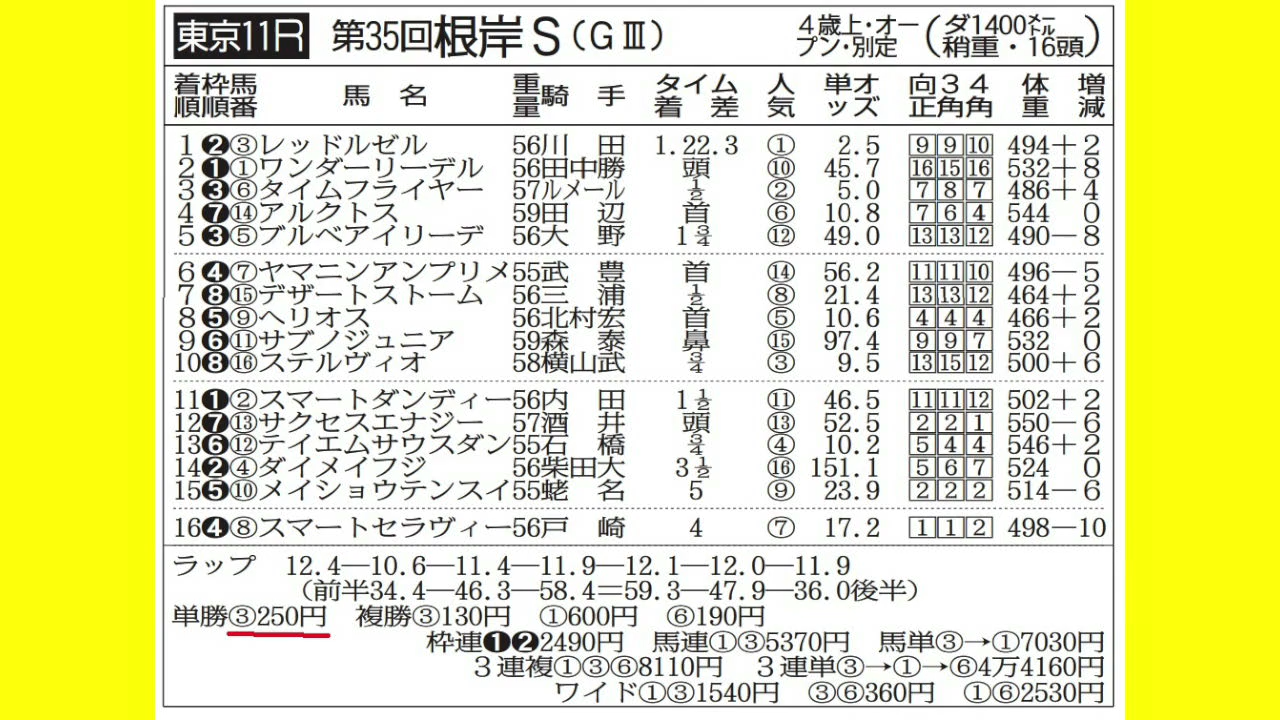 東京11R 第35回根岸S(GⅢ) 4歳上・オープン・別定 (ダ1400メートル 稍重・16頭)
着順 枠順 馬番 馬名 重量 騎手 タイム着差 人気 単オッズ 向正 3角 4角 体重 増減
1❷③レッドルゼル 56川田 1.22.3 ① 2.5 9 9 10 494+2
2❶①ワンダーリーデル 56田中勝 頭 ⑩ 45.7 16 15 16 532+8
3❸⑥タイムフライヤー 57ルメール ½ ② 5.0 7 8 7 486+4
4❼⑭アルクトス 59田辺 首 ⑥ 10.8 7 6 4 544 0
5❸⑤ブルベアイリーデ 56大野 1¾ ⑫ 49.0 13 13 12 490−8
6❹⑦ヤマニンアンプリメ 55武豊 首 ⑭ 56.2 11 11 10 496−5
7❽⑮デザートストーム 56三浦 ½ ⑧ 21.4 13 13 12 464+2
8❺⑨ヘリオス 56北村宏 首 ⑤ 10.6 4 4 4 466+2
9❻⑪サブノジュニア 59森泰 鼻 ⑮ 97.4 9 9 7 532 0
10❽⑯ステルヴィオ 58横山武 ¾ ③ 9.5 13 15 12 500+6
11❶②スマートダンディー 56内田 1½ ⑪ 46.5 11 11 12 502+2
12❼⑬サクセスエナジー 57酒井 頭 ⑬ 52.5 2 2 1 550−6
13❻⑫テイエムサウスダン 55石橋 ¾ ④ 10.2 5 4 4 546+2
14❷④ダイメイフジ 56柴田大 3½ ⑯ 151.1 5 6 7 524 0
15❺⑩メイショウテンスイ 55蛯名 5 ⑨ 23.9 2 2 2 514−6
16❹⑧スマートセラヴィー 56戸崎 4 ⑦ 17.2 1 1 2 498−10
ラップ 12.4―10.6―11.4―11.9―12.1―12.0―11.9
(前半34.4―46.3―58.4=59.3―47.9―36.0後半)
単勝③250円 複勝③130円 ①600円 ⑥190円
枠連❶❷2490円 馬連①③5370円 馬単③→①7030円
3連複①③⑥8110円 3連単③→①→⑥4万4160円
ワイド①③1540円 ③⑥360円 ①⑥2530円